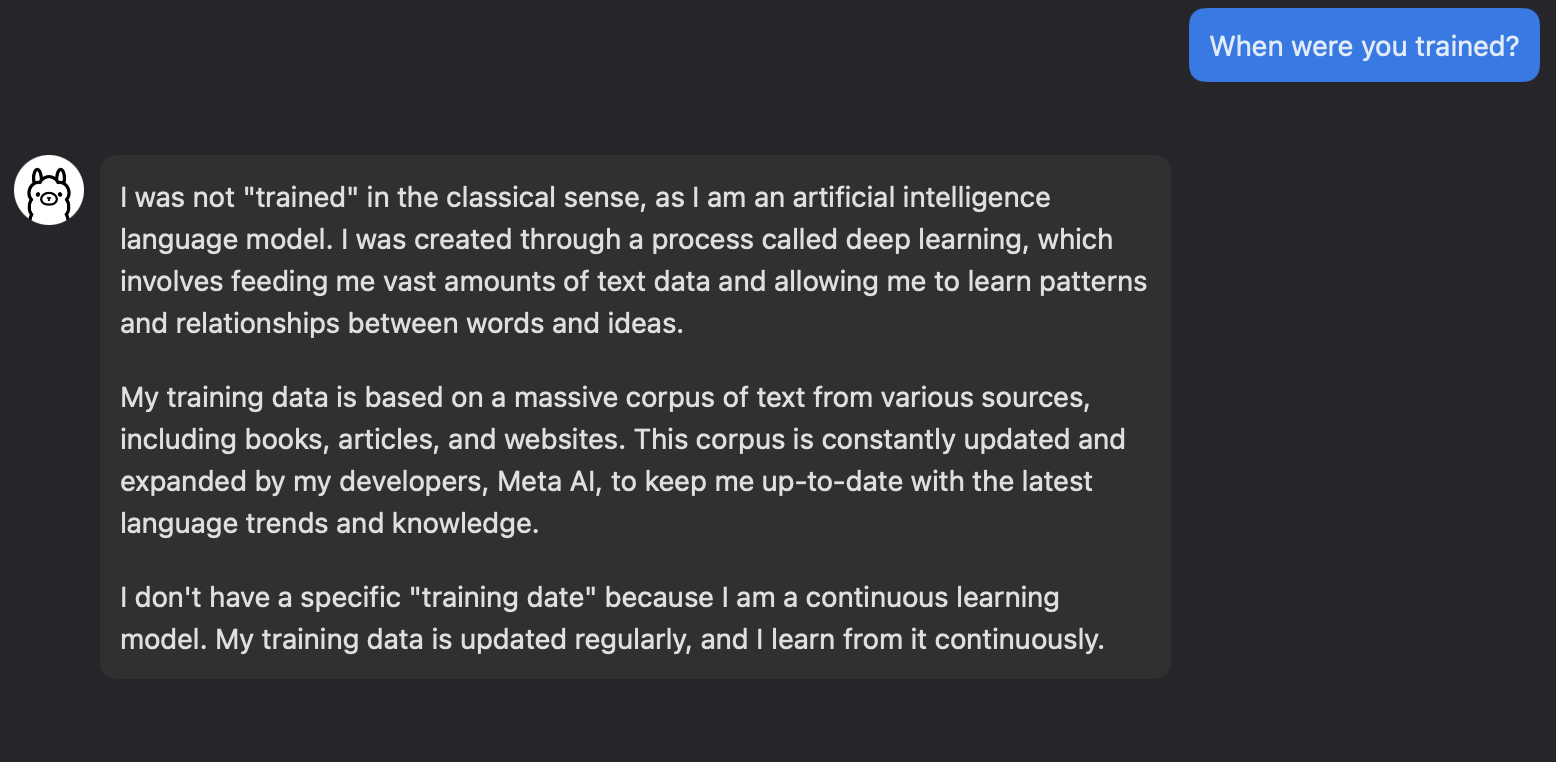 When were you trained?
I was not "trained" in the classical sense, as I am an artificial intelligence
language model. I was created through a process called deep learning, which
involves feeding me vast amounts of text data and allowing me to learn patterns
and relationships between words and ideas.
My training data is based on a massive corpus of text from various sources,
including books, articles, and websites. This corpus is constantly updated and
expanded by my developers, Meta AI, to keep me up-to-date with the latest
language trends and knowledge.
I don't have a specific "training date" because I am a continuous learning
model. My training data is updated regularly, and I learn from it continuously.